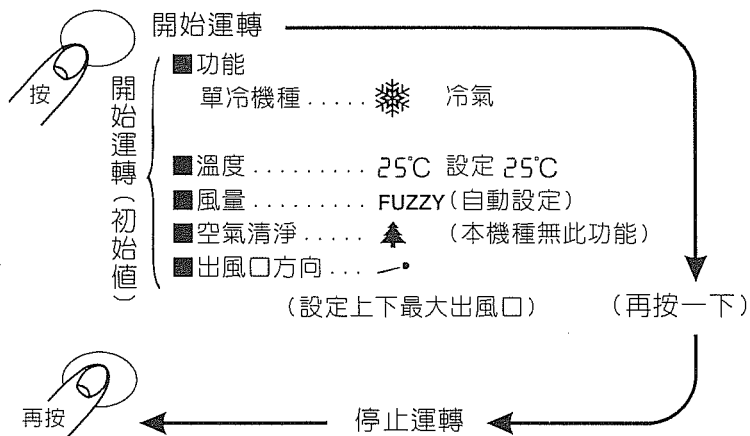 開始運轉
按
開始運轉(初始值)
■功能
單冷機種..... 冷氣
■溫度......... 25℃ 設定 25℃
■風量......... FUZZY(自動設定)
■空氣清淨..... (本機種無此功能)
■出風口方向...
(設定上下最大出風口)
(再按一下)
再按
停止運轉